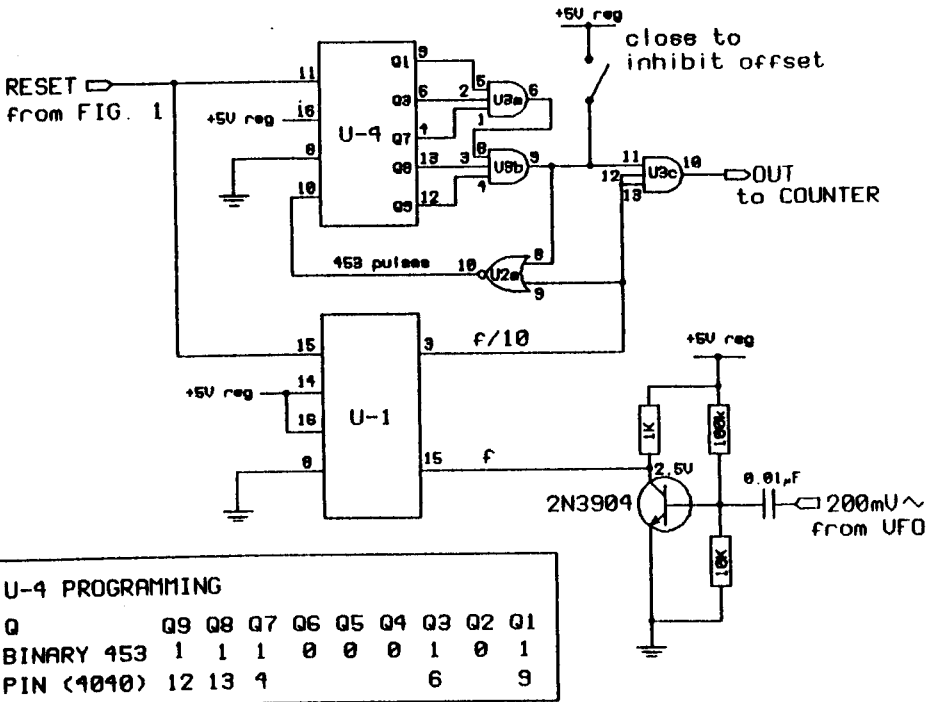 +5V reg
close to
inhibit offset
RESET
from FIG. 1
11
+5V reg
16
8
10
U-4
Q1
Q3
Q7
Q8
Q9
9
6
4
13
12
5
2
1
U3a
6
8
3
4
U3b
9
11
12
13
U3c
10
OUT
to COUNTER
453 pulses
10
U2a
8
9
15
+5V reg
14
16
8
U-1
3
f/10
15
f
+5V reg
1K
100k
2.5V
2N3904
0.01µF
200mV~
from VFO
10K
U-4 PROGRAMMING
Q Q9 Q8 Q7 Q6 Q5 Q4 Q3 Q2 Q1
BINARY 453 1 1 1 0 0 0 1 0 1
PIN (4040) 12 13 4 6 9